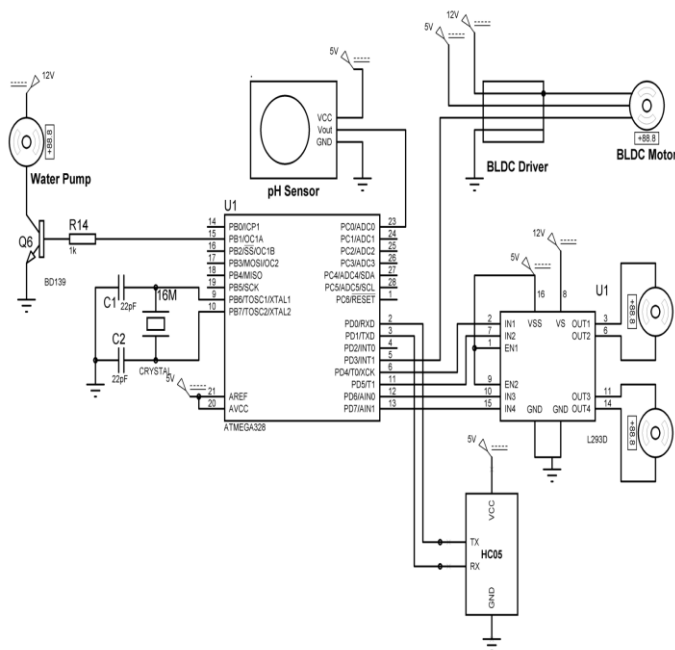 12V
+88.8
Water Pump
Q6
BD139
R14
1k
5V
VCC
Vout
GND
pH Sensor
12V
5V
BLDC Driver
+88.8
BLDC Motor
U1
14 PB0/ICP1
15 PB1/OC1A
16 PB2/SS/OC1B
17 PB3/MOSI/OC2
18 PB4/MISO
19 PB5/SCK
9 PB6/TOSC1/XTAL1
10 PB7/TOSC2/XTAL2
21 AREF
20 AVCC
PC0/ADC0 23
PC1/ADC1 24
PC2/ADC2 25
PC3/ADC3 26
PC4/ADC4/SDA 27
PC5/ADC5/SCL 28
PC6/RESET 1
PD0/RXD 2
PD1/TXD 3
PD2/INT0 4
PD3/INT1 5
PD4/T0/XCK 6
PD5/T1 11
PD6/AIN0 12
PD7/AIN1 13
ATMEGA328
C1
22pF
16M
CRYSTAL
C2
22pF
5V
12V
5V
U1
16
8
VSS
VS
2 IN1
7 IN2
1 EN1
9 EN2
10 IN3
15 IN4
OUT1 3
OUT2 6
OUT3 11
OUT4 14
GND
GND
L293D
+88.8
+88.8
5V
VCC
TX
HC05
RX
GND